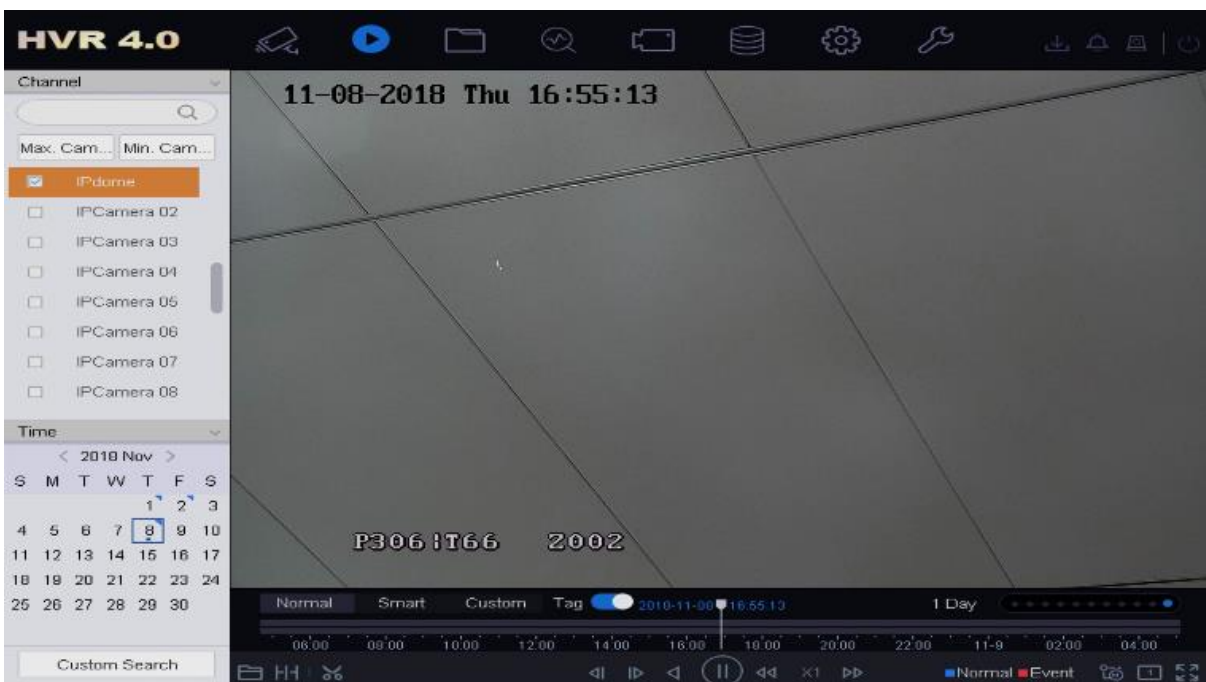 HVR 4.0
Channel
Max. Cam... Min. Cam...
IPdome
IPCamera 02
IPCamera 03
IPCamera 04
IPCamera 05
IPCamera 06
IPCamera 07
IPCamera 08
Time
< 2018 Nov >
S M T W T F S
1 2 3
4 5 6 7 8 9 10
11 12 13 14 15 16 17
18 19 20 21 22 23 24
25 26 27 28 29 30
Custom Search
11-08-2018 Thu 16:55:13
Normal Smart Custom Tag 2018-11-08 16:55:13 1 Day
06:00 08:00 10:00 12:00 14:00 16:00 18:00 20:00 22:00 11-9 02:00 04:00
X1 Normal Event 1